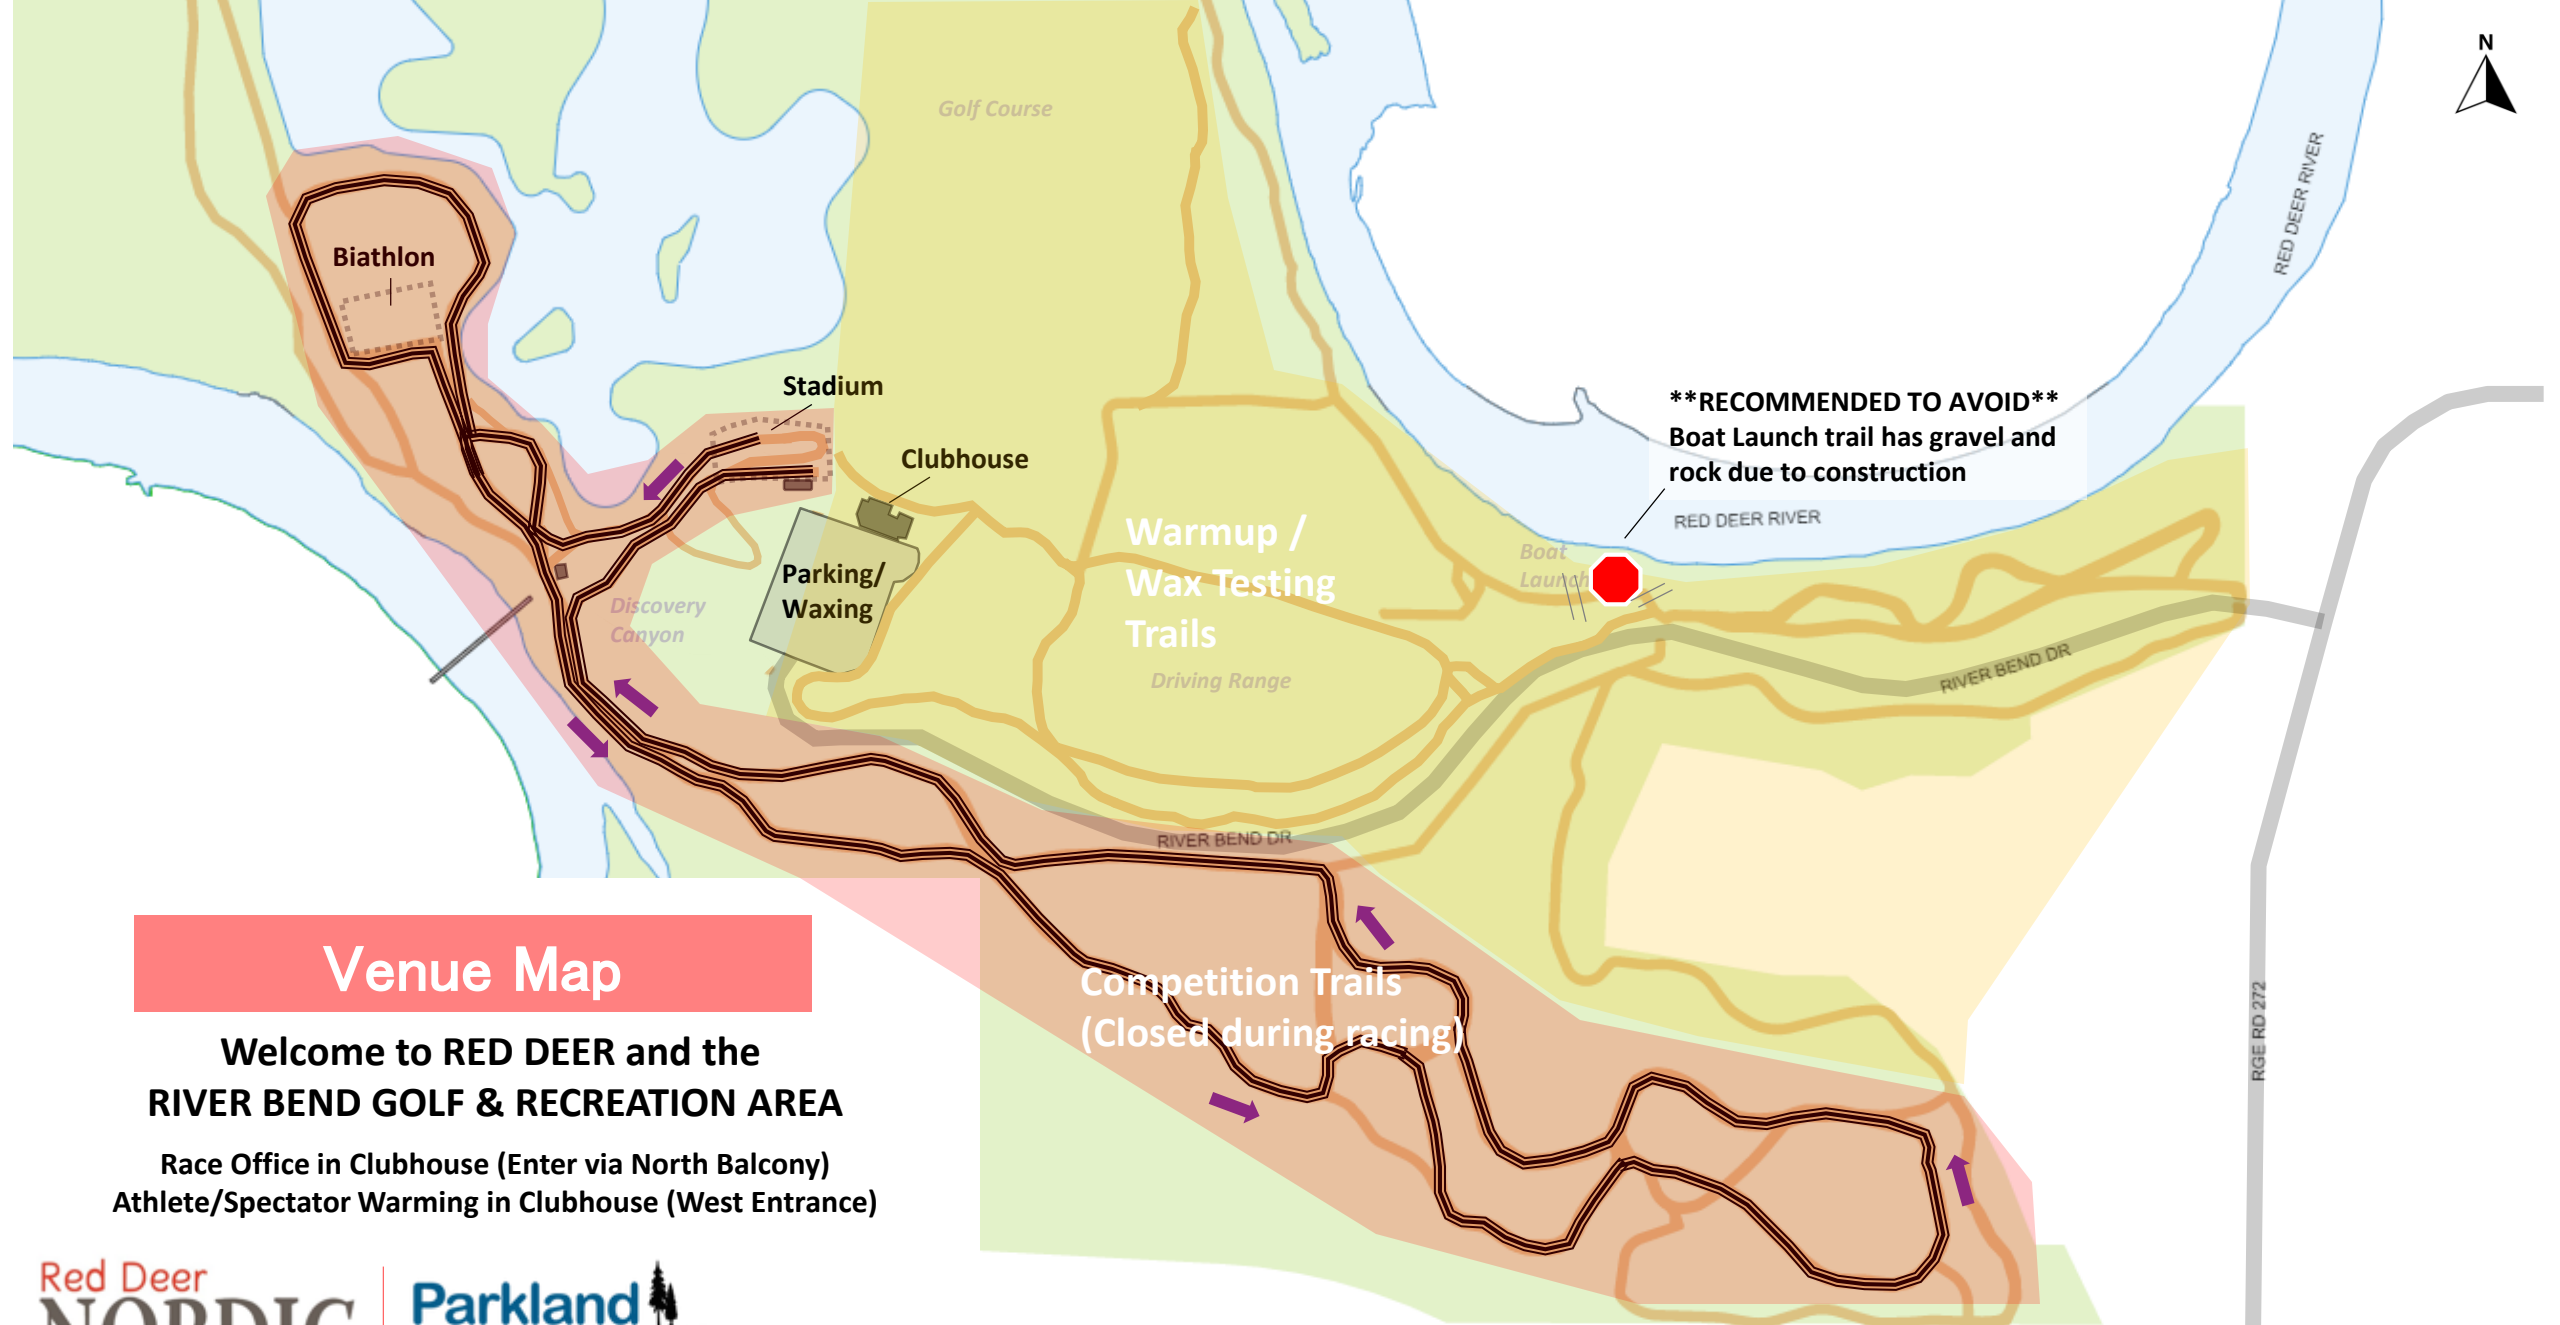 N
Golf Course
RED DEER RIVER
Biathlon
Stadium
Clubhouse
**RECOMMENDED TO AVOID**
Boat Launch trail has gravel and
rock due to construction
RED DEER RIVER
Warmup /
Wax Testing
Trails
Boat
Launch
Parking/
Waxing
Discovery
Canyon
Driving Range
RIVER BEND DR
RIVER BEND DR
Competition Trails
(Closed during racing)
RGE RD 272
Venue Map
Welcome to RED DEER and the
RIVER BEND GOLF & RECREATION AREA
Race Office in Clubhouse (Enter via North Balcony)
Athlete/Spectator Warming in Clubhouse (West Entrance)
Red Deer
NORDIC
Parkland